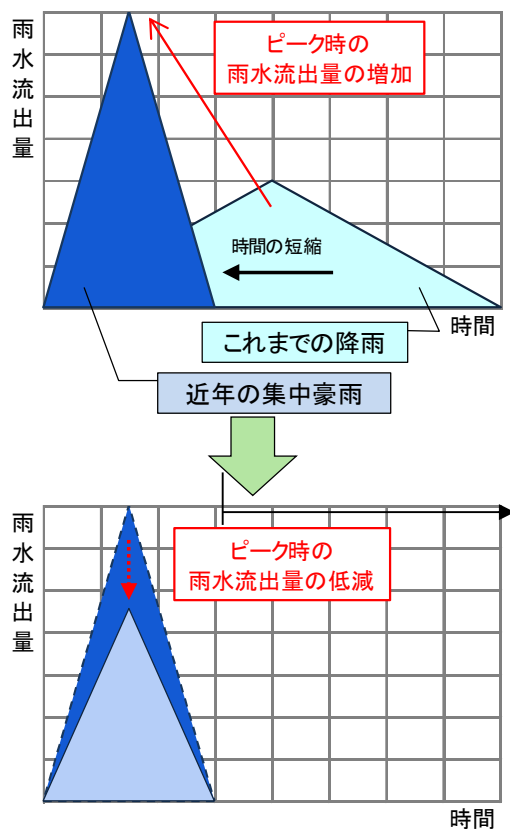 雨水流出量
ピーク時の
雨水流出量の増加
時間の短縮
時間
これまでの降雨
近年の集中豪雨
雨水流出量
ピーク時の
雨水流出量の低減
時間